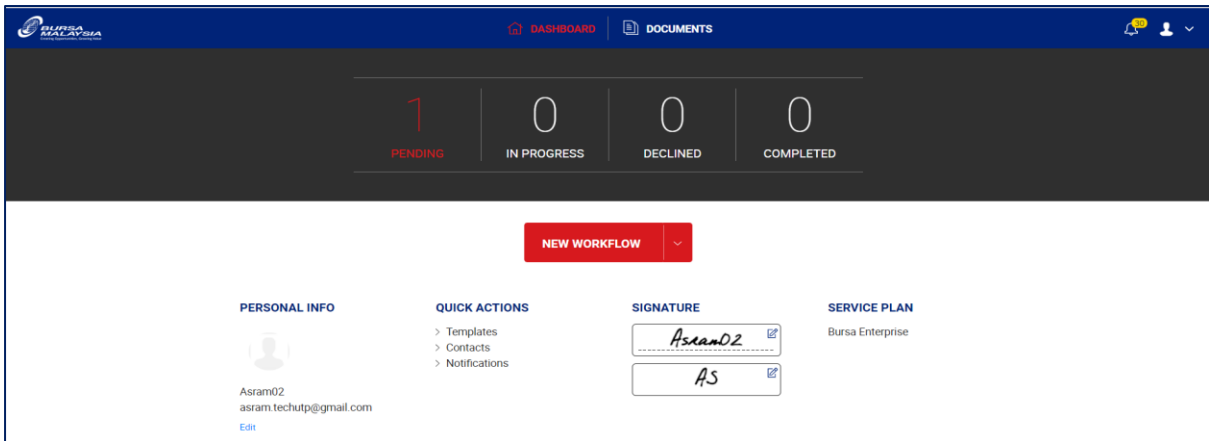 BURSA
MALAYSIA
DASHBOARD
DOCUMENTS
30
1
PENDING
0
IN PROGRESS
0
DECLINED
0
COMPLETED
NEW WORKFLOW
PERSONAL INFO
Asram02
asram.techutp@gmail.com
Edit
QUICK ACTIONS
> Templates
> Contacts
> Notifications
SIGNATURE
Asram02
AS
SERVICE PLAN
Bursa Enterprise